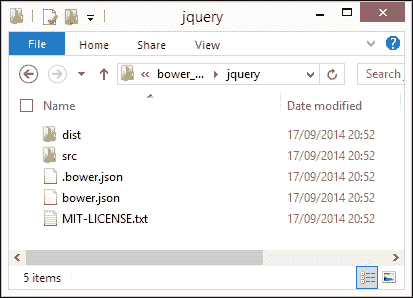 jquery
File Home Share View
« bower_... jquery Search j
Name Date modified
dist 17/09/2014 20:52
src 17/09/2014 20:52
.bower.json 17/09/2014 20:52
bower.json 17/09/2014 20:52
MIT-LICENSE.txt 17/09/2014 20:52
5 items